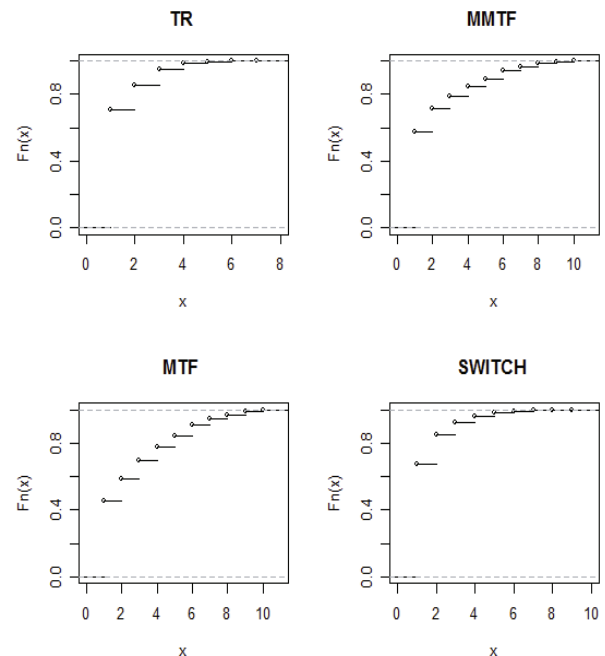 TR
Fn(x)
0.0 0.4 0.8
0 2 4 6 8
x
MMTF
Fn(x)
0.0 0.4 0.8
0 2 4 6 8 10
x
MTF
Fn(x)
0.0 0.4 0.8
0 2 4 6 8 10
x
SWITCH
Fn(x)
0.0 0.4 0.8
0 2 4 6 8 10
x